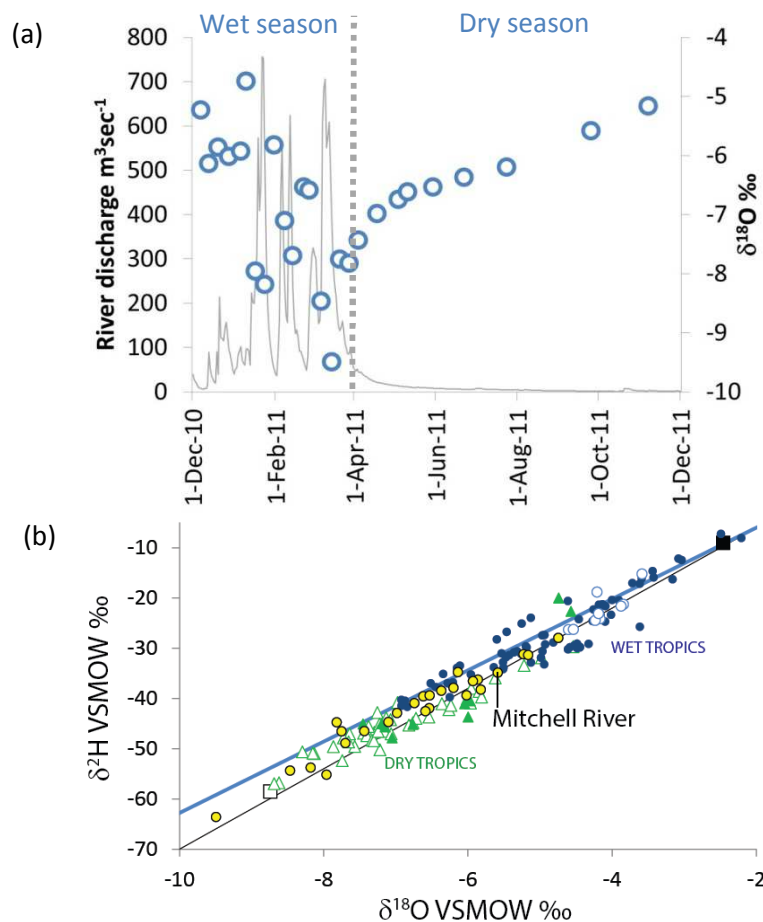 (a)
Wet season
Dry season
River discharge m³sec⁻¹
800
700
600
500
400
300
200
100
0
-4
-5
-6
-7
-8
-9
-10
δ¹⁸O ‰
1-Dec-10
1-Feb-11
1-Apr-11
1-Jun-11
1-Aug-11
1-Oct-11
1-Dec-11
(b)
δ²H VSMOW ‰
-10
-20
-30
-40
-50
-60
-70
WET TROPICS
Mitchell River
DRY TROPICS
-10
-8
-6
-4
-2
δ¹⁸O VSMOW ‰